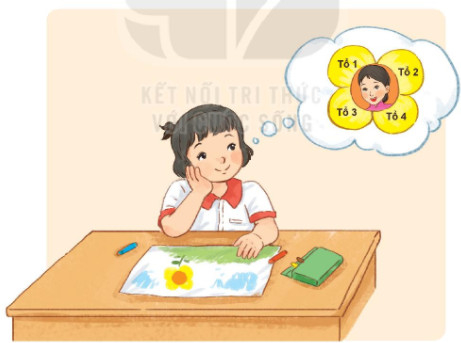 KẾT NỐI TRI THỨC
VỚI CUỘC SỐNG
Tổ 1
Tổ 2
Tổ 3
Tổ 4